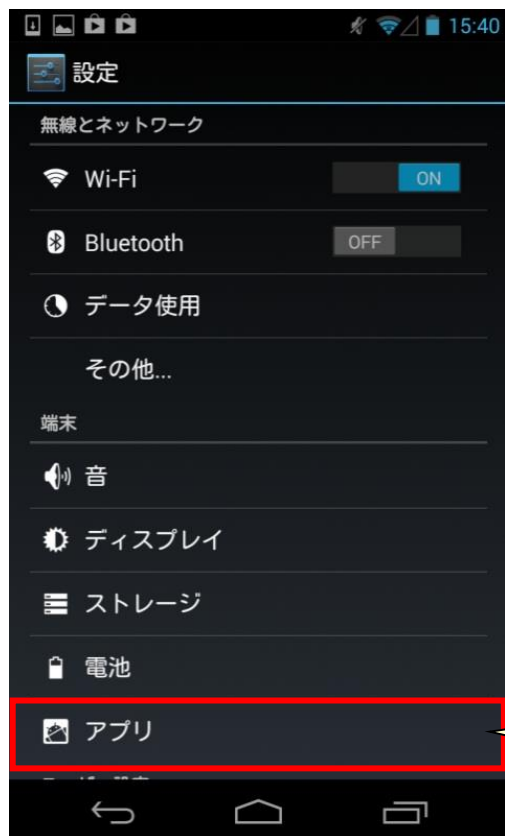 15:40
設定
無線とネットワーク
Wi-Fi ON
Bluetooth OFF
データ使用
その他...
端末
音
ディスプレイ
ストレージ
電池
アプリ